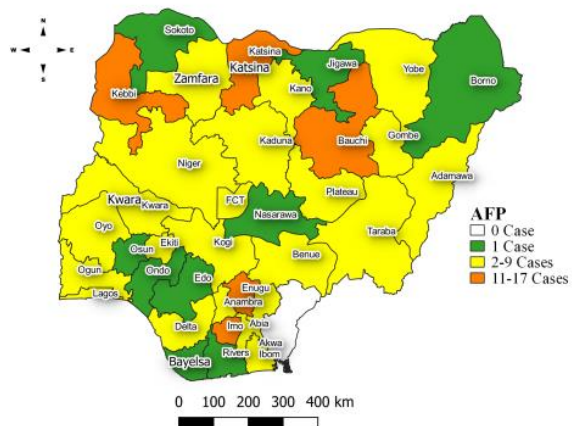 N
W E
S
Sokoto
Katsina
Katsina
Jigawa
Yobe
Borno
Kebbi
Zamfara
Kano
Kaduna
Bauchi
Gombe
Adamawa
Niger
Plateau
Kwara
Kwara
FCT
Nasarawa
Taraba
Oyo
Osun
Ekiti
Kogi
Benue
Ogun
Ondo
Edo
Lagos
Enugu
Anambra
Delta
Imo
Abia
Bayelsa
Rivers
Akwa
Ibom
AFP
0 Case
1 Case
2-9 Cases
11-17 Cases
0 100 200 300 400 km